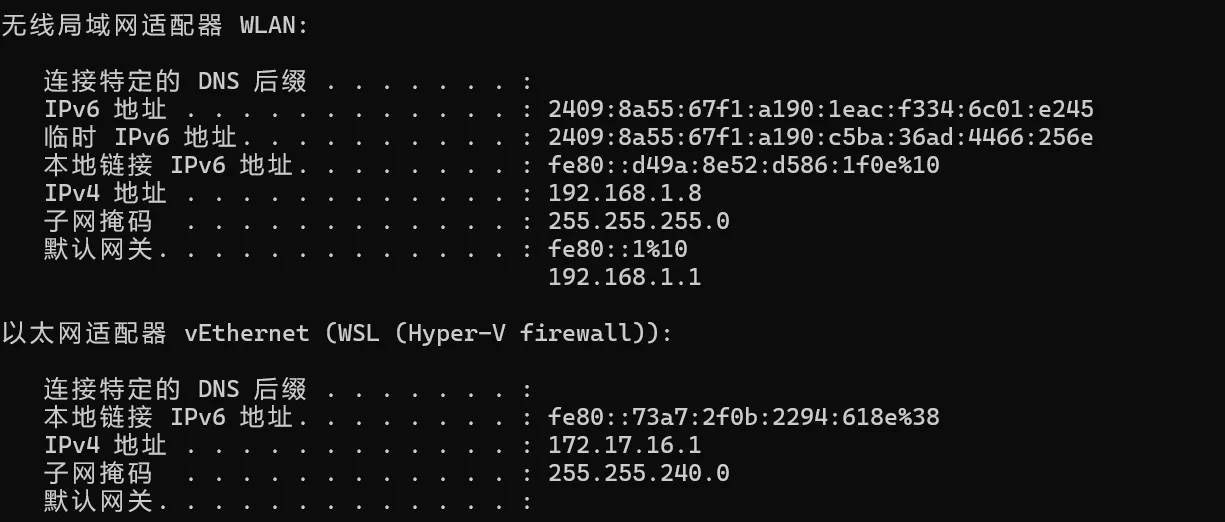 无线局域网适配器 WLAN:
连接特定的 DNS 后缀 . . . . . . . :
IPv6 地址 . . . . . . . . . . . . : 2409:8a55:67f1:a190:1eac:f334:6c01:e245
临时 IPv6 地址. . . . . . . . . . : 2409:8a55:67f1:a190:c5ba:36ad:4466:256e
本地链接 IPv6 地址. . . . . . . . : fe80::d49a:8e52:d586:1f0e%10
IPv4 地址 . . . . . . . . . . . . : 192.168.1.8
子网掩码  . . . . . . . . . . . . : 255.255.255.0
默认网关. . . . . . . . . . . . . : fe80::1%10
192.168.1.1
以太网适配器 vEthernet (WSL (Hyper-V firewall)):
连接特定的 DNS 后缀 . . . . . . . :
本地链接 IPv6 地址. . . . . . . . : fe80::73a7:2f0b:2294:618e%38
IPv4 地址 . . . . . . . . . . . . : 172.17.16.1
子网掩码  . . . . . . . . . . . . : 255.255.240.0
默认网关. . . . . . . . . . . . . :